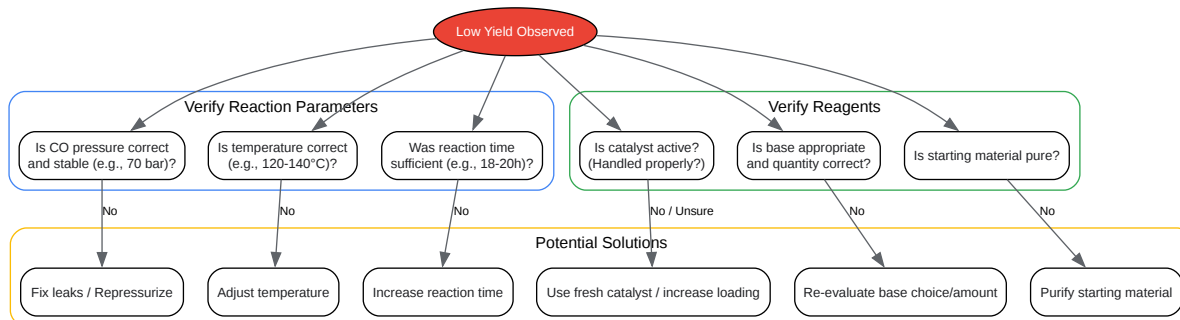 Low Yield Observed
Verify Reaction Parameters
Verify Reagents
Is CO pressure correct
and stable (e.g., 70 bar)?
Is temperature correct
(e.g., 120-140°C)?
Was reaction time
sufficient (e.g., 18-20h)?
Is catalyst active?
(Handled properly?)
Is base appropriate
and quantity correct?
Is starting material pure?
No
No
No
No / Unsure
No
No
Potential Solutions
Fix leaks / Repressurize
Adjust temperature
Increase reaction time
Use fresh catalyst / increase loading
Re-evaluate base choice/amount
Purify starting material